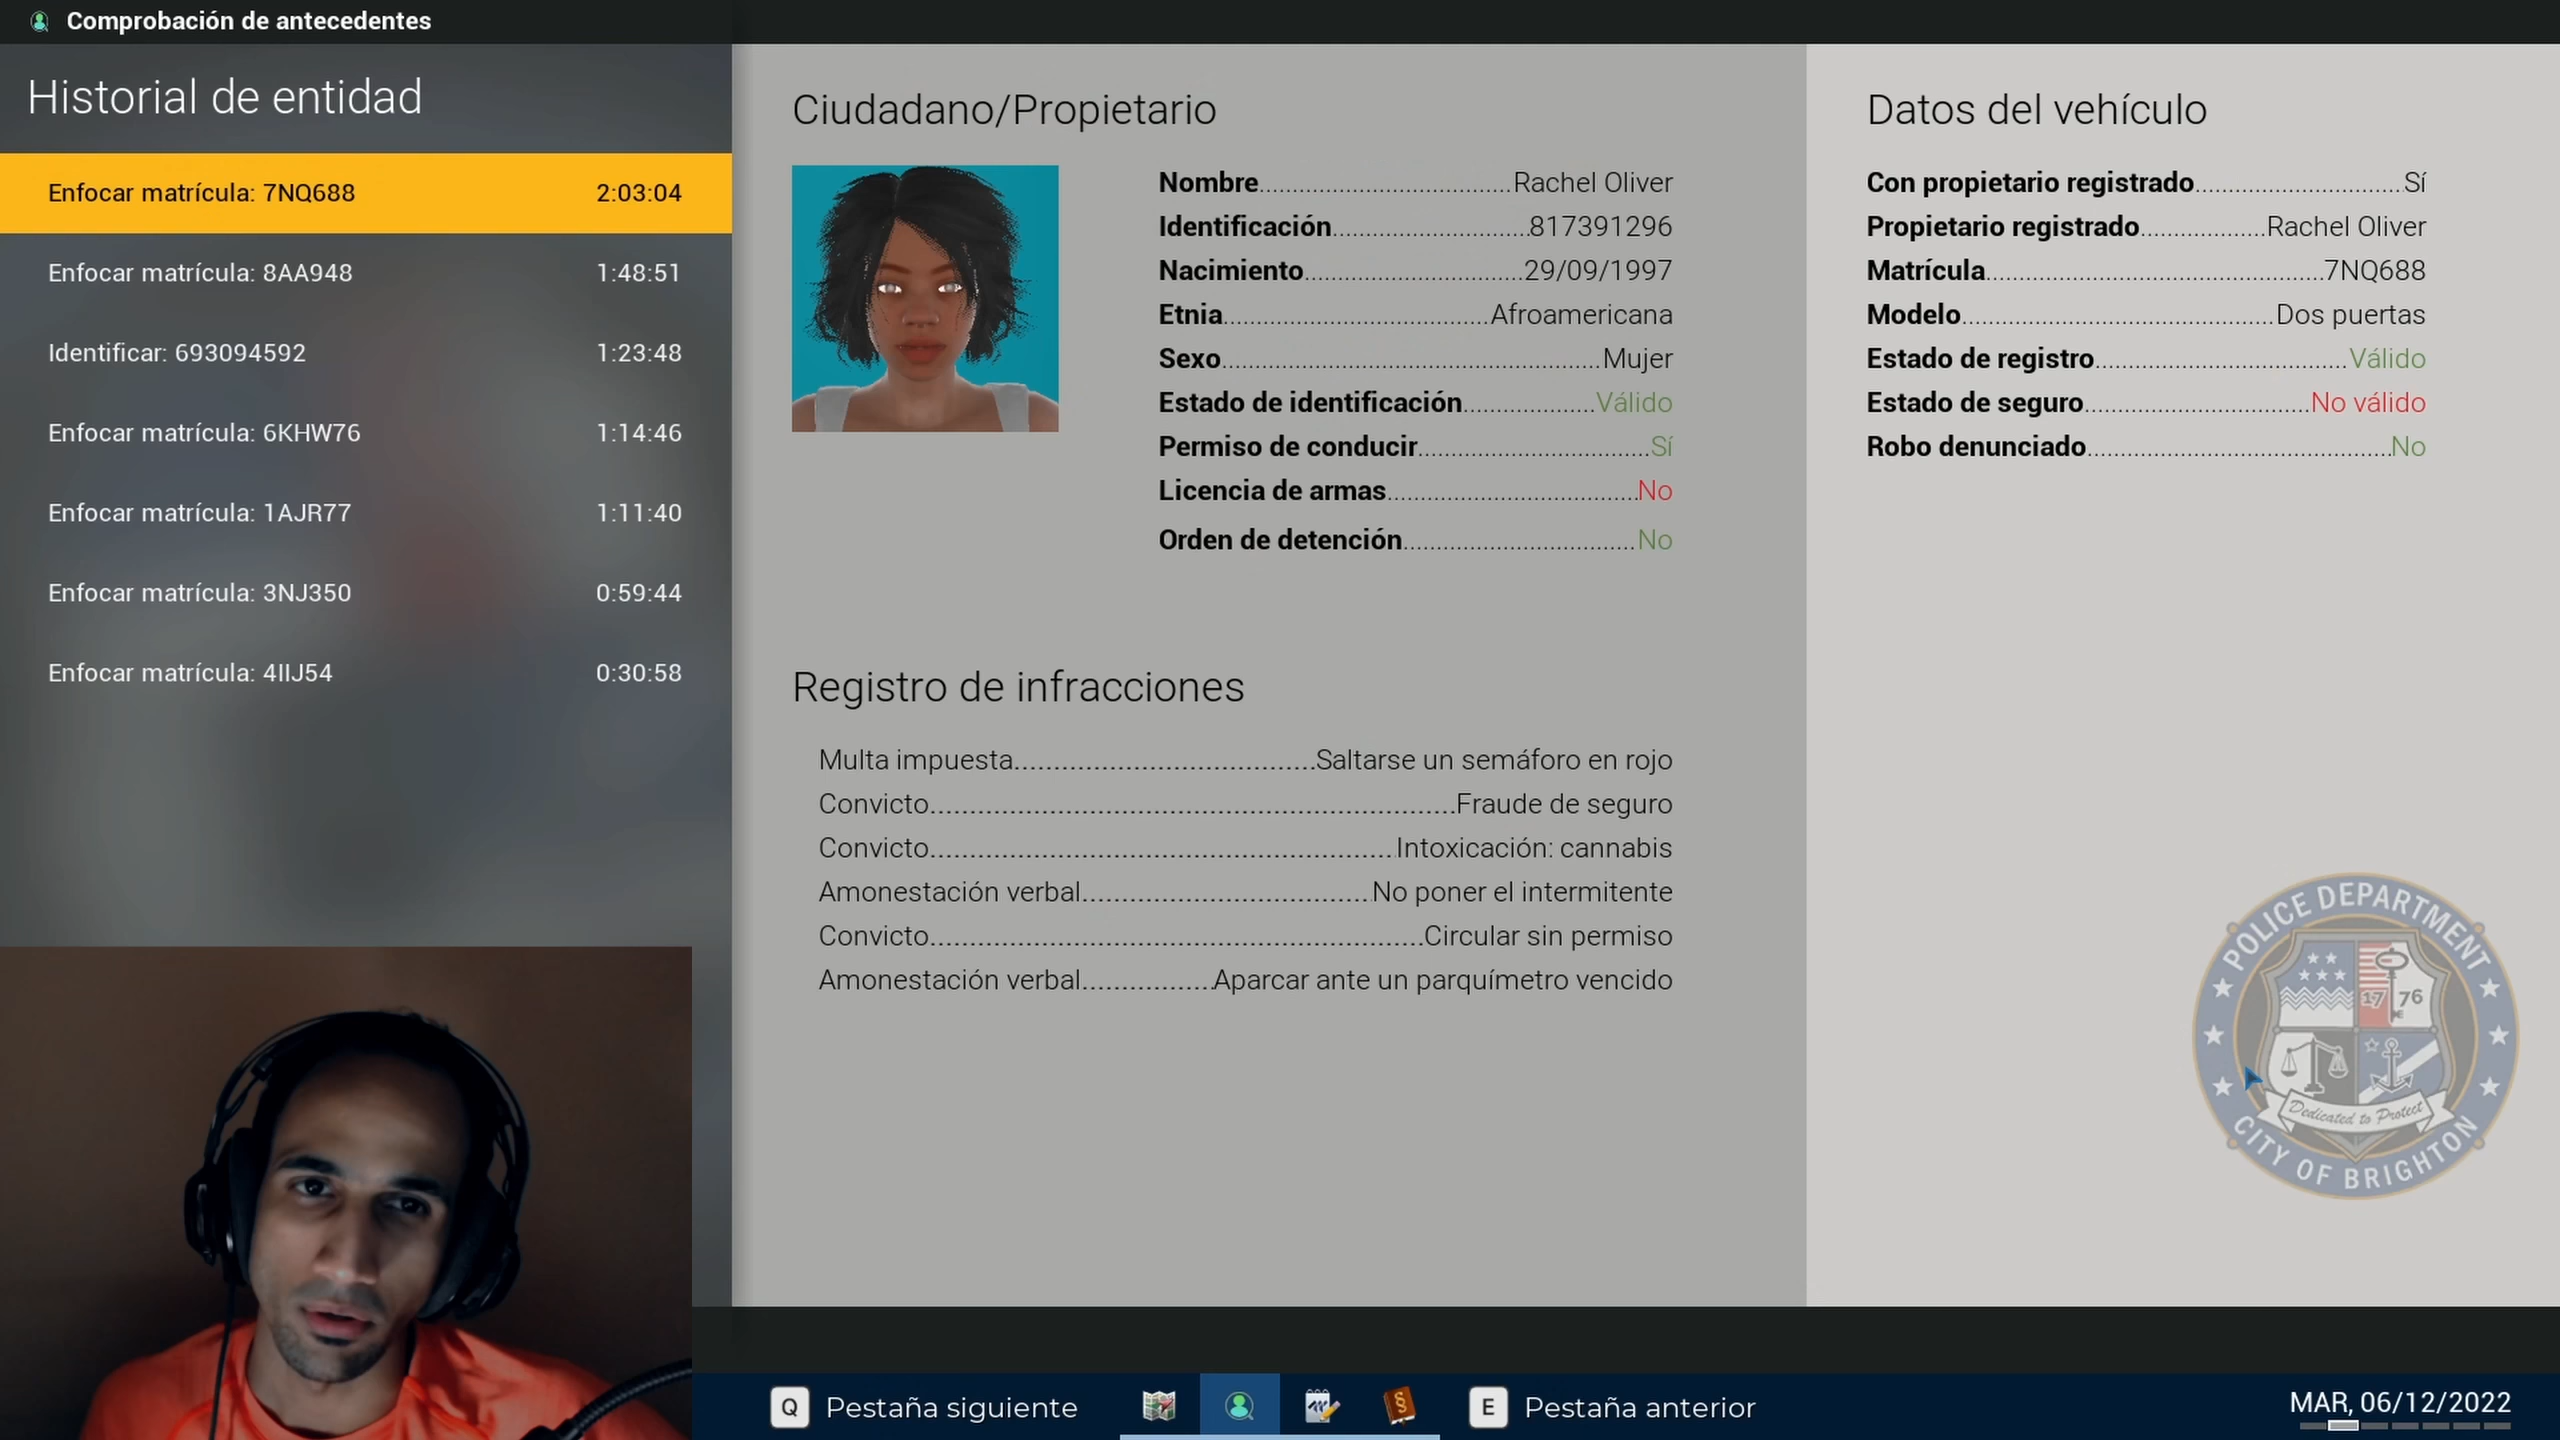 Comprobación de antecedentes
Historial de entidad
Enfocar matrícula: 7NQ688 2:03:04
Enfocar matrícula: 8AA948 1:48:51
Identificar: 693094592 1:23:48
Enfocar matrícula: 6KHW76 1:14:46
Enfocar matrícula: 1AJR77 1:11:40
Enfocar matrícula: 3NJ350 0:59:44
Enfocar matrícula: 4IIJ54 0:30:58
Ciudadano/Propietario
Nombre Rachel Oliver
Identificación 817391296
Nacimiento 29/09/1997
Etnia Afroamericana
Sexo Mujer
Estado de identificación Válido
Permiso de conducir Sí
Licencia de armas No
Orden de detención No
Registro de infracciones
Multa impuesta Saltarse un semáforo en rojo
Convicto Fraude de seguro
Convicto Intoxicación: cannabis
Amonestación verbal No poner el intermitente
Convicto Circular sin permiso
Amonestación verbal Aparcar ante un parquímetro vencido
Datos del vehículo
Con propietario registrado Sí
Propietario registrado Rachel Oliver
Matrícula 7NQ688
Modelo Dos puertas
Estado de registro Válido
Estado de seguro No válido
Robo denunciado No
POLICE DEPARTMENT
1776
Dedicated to Protect
CITY OF BRIGHTON
Q Pestaña siguiente
E Pestaña anterior
MAR, 06/12/2022